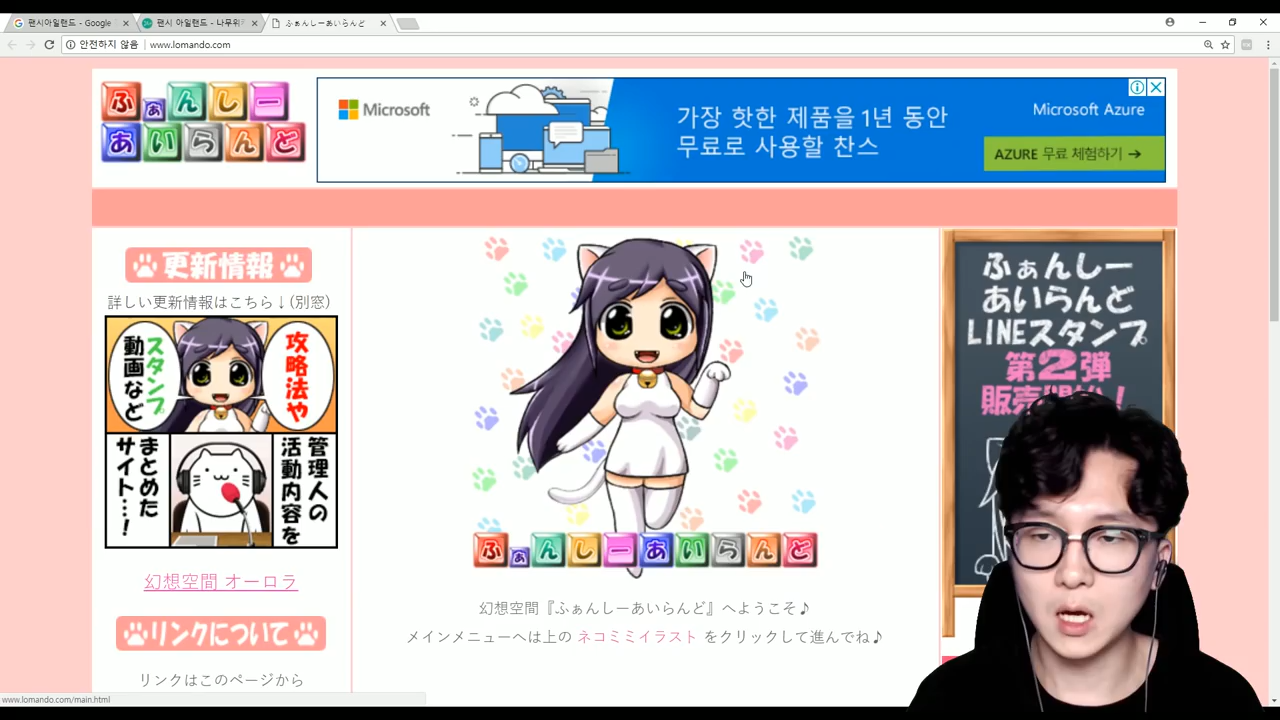 팬시아일랜드 - Google
팬시 아일랜드 - 나무위키
ふぁんしーあいらんど
안전하지 않음
www.lomando.com
ふぁんしー
あいらんど
Microsoft
가장 핫한 제품을 1년 동안
무료로 사용할 찬스
Microsoft Azure
AZURE 무료 체험하기 →
更新情報
詳しい更新情報はこちら↓(別窓)
攻略法や
スタンプ
動画など
管理人の
活動内容を
まとめた
サイト…!
幻想空間 オーロラ
リンクについて
リンクはこのページから
ふぁんしーあいらんど
幻想空間『ふぁんしーあいらんど』へようこそ♪
メインメニューへは上の ネコミミイラスト をクリックして進んでね♪
ふぁんしー
あいらんど
LINEスタンプ
第2弾
www.lomando.com/main.html